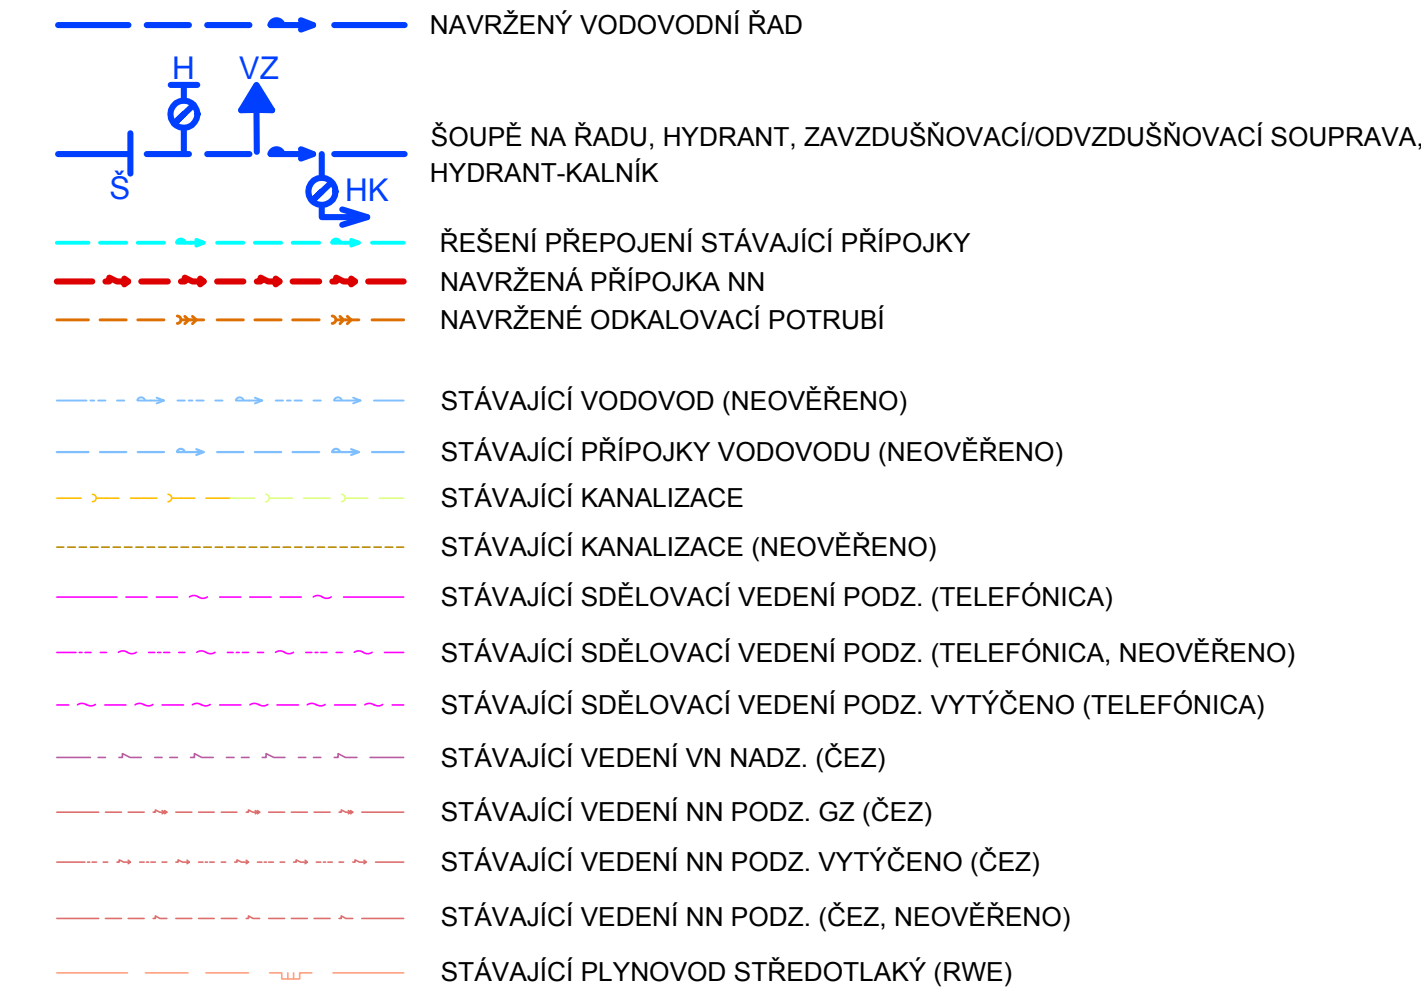 NAVRŽENÝ VODOVODNÍ ŘAD
H VZ
ŠOUPĚ NA ŘADU, HYDRANT, ZAVZDUŠŇOVACÍ/ODVZDUŠŇOVACÍ SOUPRAVA,
Š HK HYDRANT-KALNÍK
ŘEŠENÍ PŘEPOJENÍ STÁVAJÍCÍ PŘÍPOJKY
NAVRŽENÁ PŘÍPOJKA NN
NAVRŽENÉ ODKALOVACÍ POTRUBÍ
STÁVAJÍCÍ VODOVOD (NEOVĚŘENO)
STÁVAJÍCÍ PŘÍPOJKY VODOVODU (NEOVĚŘENO)
STÁVAJÍCÍ KANALIZACE
STÁVAJÍCÍ KANALIZACE (NEOVĚŘENO)
STÁVAJÍCÍ SDĚLOVACÍ VEDENÍ PODZ. (TELEFÓNICA)
STÁVAJÍCÍ SDĚLOVACÍ VEDENÍ PODZ. (TELEFÓNICA, NEOVĚŘENO)
STÁVAJÍCÍ SDĚLOVACÍ VEDENÍ PODZ. VYTÝČENO (TELEFÓNICA)
STÁVAJÍCÍ VEDENÍ VN NADZ. (ČEZ)
STÁVAJÍCÍ VEDENÍ NN PODZ. GZ (ČEZ)
STÁVAJÍCÍ VEDENÍ NN PODZ. VYTÝČENO (ČEZ)
STÁVAJÍCÍ VEDENÍ NN PODZ. (ČEZ, NEOVĚŘENO)
STÁVAJÍCÍ PLYNOVOD STŘEDOTLAKÝ (RWE)